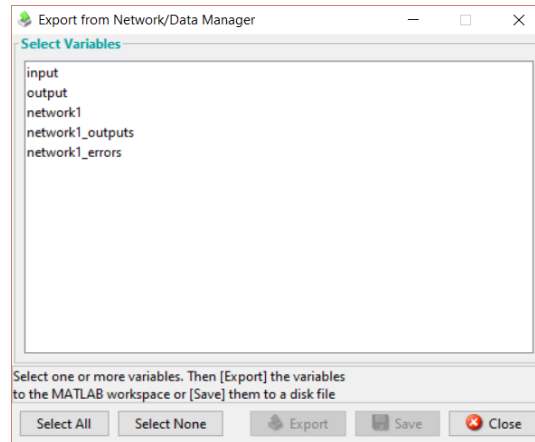 Export from Network/Data Manager
Select Variables
input
output
network1
network1_outputs
network1_errors
Select one or more variables. Then [Export] the variables
to the MATLAB workspace or [Save] them to a disk file
Select All Select None Export Save Close